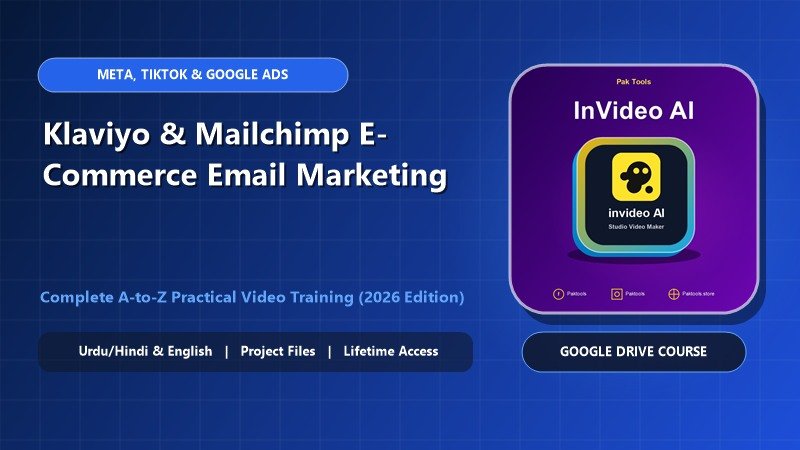 META, TIKTOK & GOOGLE ADS
Klaviyo & Mailchimp E-
Commerce Email Marketing
Complete A-to-Z Practical Video Training (2026 Edition)
Urdu/Hindi & English | Project Files | Lifetime Access
Pak Tools
InVideo AI
invideo AI
Studio Video Maker
Paktools
Paktools
Paktools.store
GOOGLE DRIVE COURSE